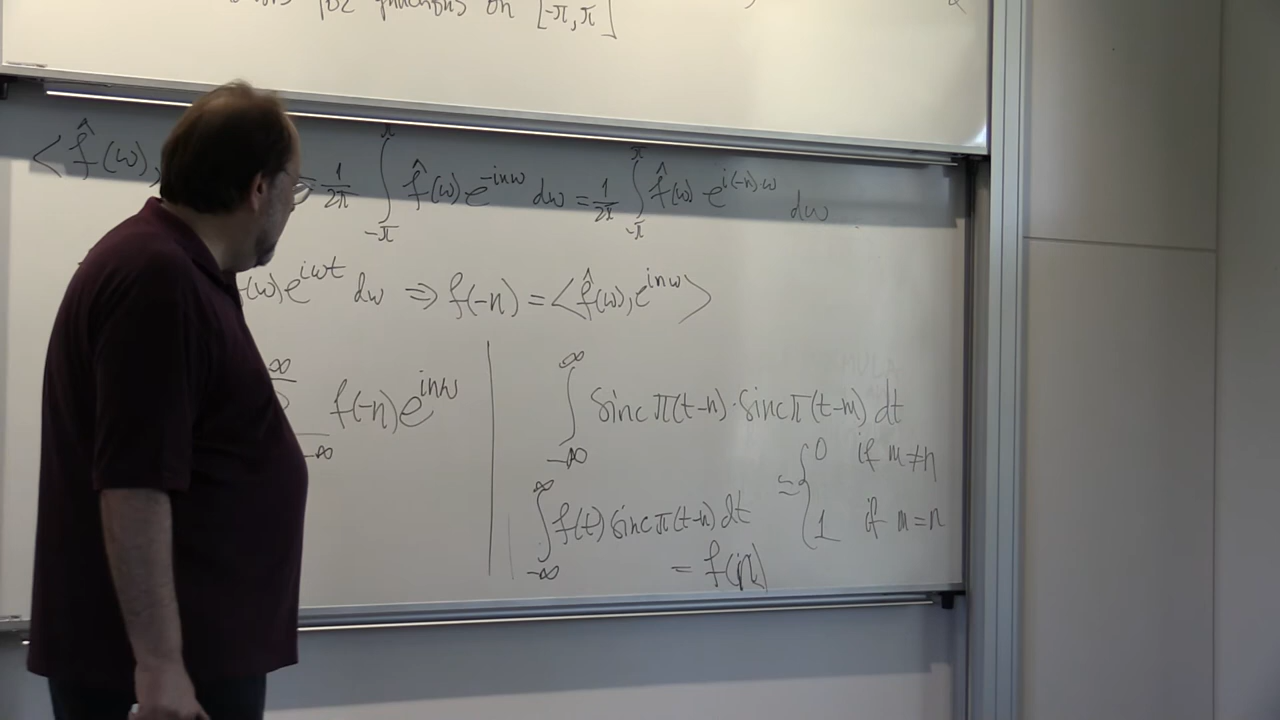 for functions on [-π,π]
<f̂(ω), = 1/2π ∫_{-π}^{π} f̂(ω)e^{-inω} dω = 1/2π ∫_{-π}^{π} f̂(ω) e^{i(-n)·ω} dω
(ω)e^{iωt} dω ⇒ f(-n) = <f̂(ω), e^{inω}>
∞
-∞ f(-n)e^{inω}
∫_{-∞}^{∞} sinc π(t-n)·sinc π(t-m) dt
= { 0 if m≠n
1 if m=n
∫_{-∞}^{∞} f(t) sinc π(t-n) dt
= f(n)